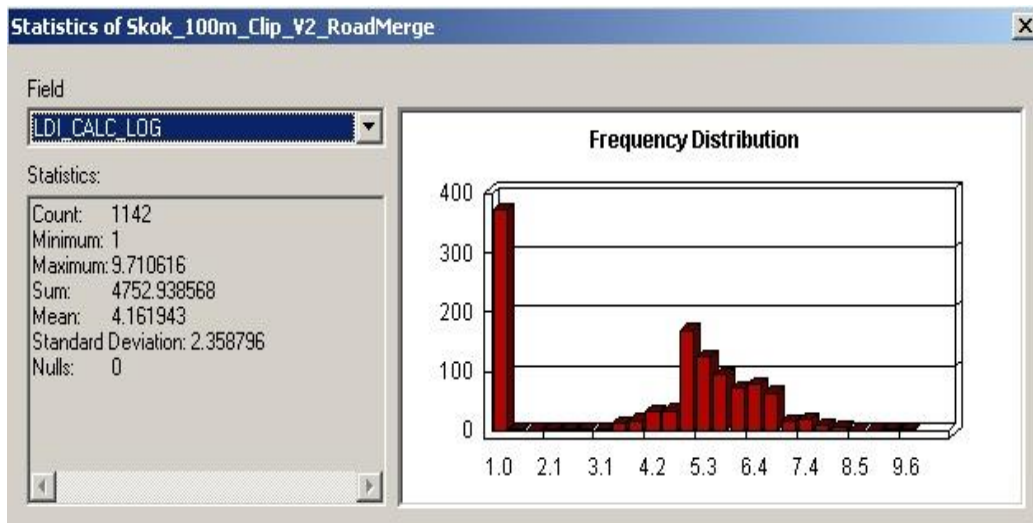 Statistics of Skok_100m_Clip_V2_RoadMerge
Field
LDI_CALC_LOG
Statistics:
Count: 1142
Minimum: 1
Maximum: 9.710616
Sum: 4752.938568
Mean: 4.161943
Standard Deviation: 2.358796
Nulls: 0
Frequency Distribution
400
300
200
100
0
1.0 2.1 3.1 4.2 5.3 6.4 7.4 8.5 9.6